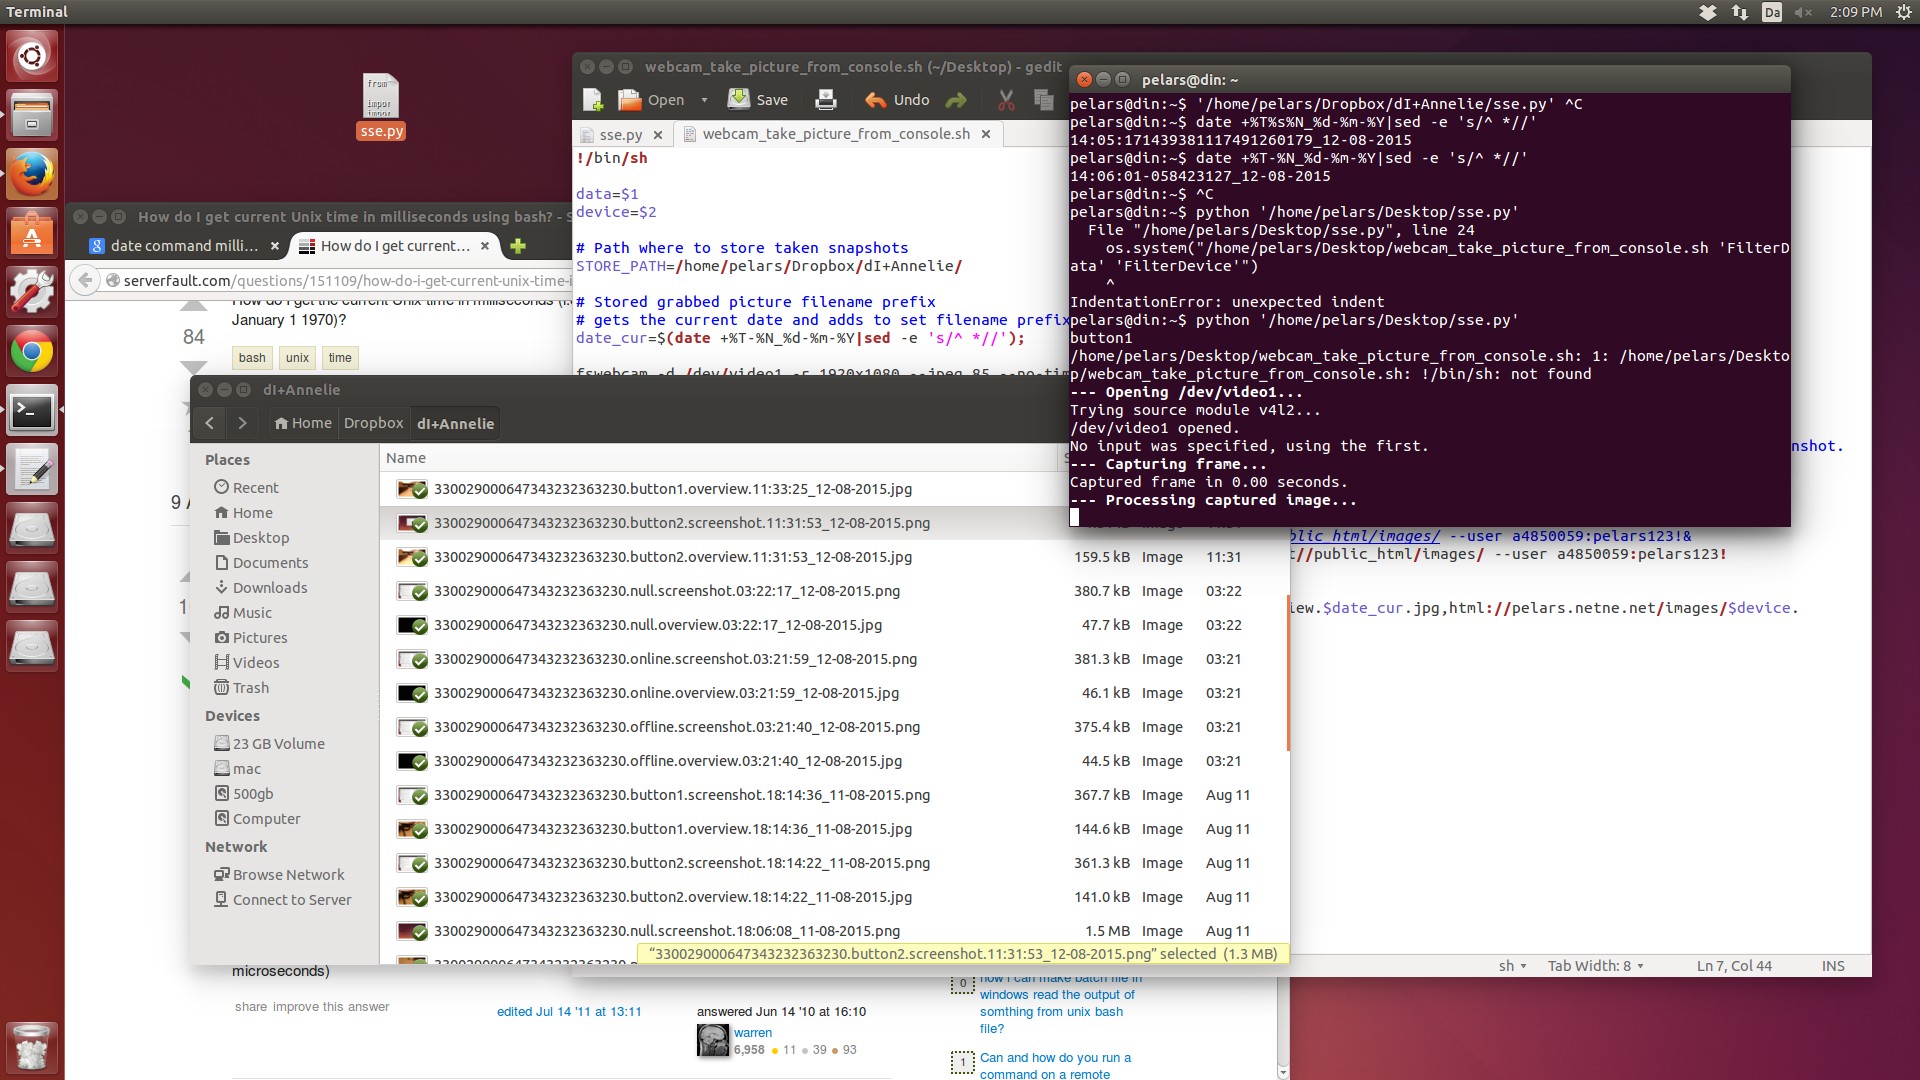 Terminal
Da
2:09 PM
sse.py
webcam_take_picture_from_console.sh (~/Desktop) - gedit
Open
Save
Undo
sse.py
webcam_take_picture_from_console.sh
!/bin/sh
data=$1
device=$2
# Path where to store taken snapshots
STORE_PATH=/home/pelars/Dropbox/dI+Annelie/
# Stored grabbed picture filename prefix
# gets the current date and adds to set filename prefix
date_cur=$(date +%T-%N_%d-%m-%Y|sed -e 's/^ *//');
nshot.
blic_html/images/ --user a4850059:pelars123!&
t//public_html/images/ --user a4850059:pelars123!
iew.$date_cur.jpg,html://pelars.netne.net/images/$device.
sh
Tab Width: 8
Ln 7, Col 44
INS
pelars@din: ~
pelars@din:~$ '/home/pelars/Dropbox/dI+Annelie/sse.py' ^C
pelars@din:~$ date +%T%s%N_%d-%m-%Y|sed -e 's/^ *//'
14:05:171439381117491260179_12-08-2015
pelars@din:~$ date +%T-%N_%d-%m-%Y|sed -e 's/^ *//'
14:06:01-058423127_12-08-2015
pelars@din:~$ ^C
pelars@din:~$ python '/home/pelars/Desktop/sse.py'
File "/home/pelars/Desktop/sse.py", line 24
os.system("/home/pelars/Desktop/webcam_take_picture_from_console.sh 'FilterD
ata' 'FilterDevice'")
^
IndentationError: unexpected indent
pelars@din:~$ python '/home/pelars/Desktop/sse.py'
button1
/home/pelars/Desktop/webcam_take_picture_from_console.sh: 1: /home/pelars/Deskto
p/webcam_take_picture_from_console.sh: !/bin/sh: not found
--- Opening /dev/video1...
Trying source module v4l2...
/dev/video1 opened.
No input was specified, using the first.
--- Capturing frame...
Captured frame in 0.00 seconds.
--- Processing captured image...
How do I get current Unix time in milliseconds using bash? - S
date command milli...
How do I get current...
serverfault.com/questions/151109/how-do-i-get-current-unix-time-i
January 1 1970)?
84
bash unix time
9
dI+Annelie
Home
Dropbox
dI+Annelie
Places
Recent
Home
Desktop
Documents
Downloads
Music
Pictures
Videos
Trash
Devices
23 GB Volume
mac
500gb
Computer
Network
Browse Network
Connect to Server
Name
330029000647343232363230.button1.overview.11:33:25_12-08-2015.jpg
330029000647343232363230.button2.screenshot.11:31:53_12-08-2015.png
330029000647343232363230.button2.overview.11:31:53_12-08-2015.jpg 159.5 kB Image 11:31
330029000647343232363230.null.screenshot.03:22:17_12-08-2015.png 380.7 kB Image 03:22
330029000647343232363230.null.overview.03:22:17_12-08-2015.jpg 47.7 kB Image 03:22
330029000647343232363230.online.screenshot.03:21:59_12-08-2015.png 381.3 kB Image 03:21
330029000647343232363230.online.overview.03:21:59_12-08-2015.jpg 46.1 kB Image 03:21
330029000647343232363230.offline.screenshot.03:21:40_12-08-2015.png 375.4 kB Image 03:21
330029000647343232363230.offline.overview.03:21:40_12-08-2015.jpg 44.5 kB Image 03:21
330029000647343232363230.button1.screenshot.18:14:36_11-08-2015.png 367.7 kB Image Aug 11
330029000647343232363230.button1.overview.18:14:36_11-08-2015.jpg 144.6 kB Image Aug 11
330029000647343232363230.button2.screenshot.18:14:22_11-08-2015.png 361.3 kB Image Aug 11
330029000647343232363230.button2.overview.18:14:22_11-08-2015.jpg 141.0 kB Image Aug 11
330029000647343232363230.null.screenshot.18:06:08_11-08-2015.png 1.5 MB Image Aug 11
“330029000647343232363230.button2.screenshot.11:31:53_12-08-2015.png” selected (1.3 MB)
microseconds)
share improve this answer
edited Jul 14 '11 at 13:11
answered Jun 14 '10 at 16:10
warren
6,958 11 39 93
0
how i can make batch file in
windows read the output of
somthing from unix bash
file?
1
Can and how do you run a
command on a remote